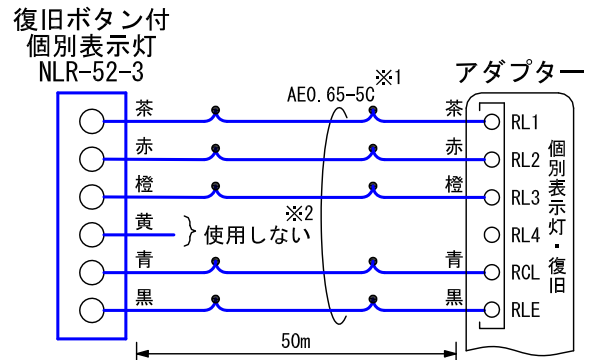 復旧ボタン付
個別表示灯
NLR-52-3
アダプター
AE0.65-5C ※1
茶 茶 RL1
赤 赤 RL2
橙 橙 RL3
黄 使用しない ※2 RL4
青 青 RCL
黒 黒 RLE
個別表示灯・復旧
50m